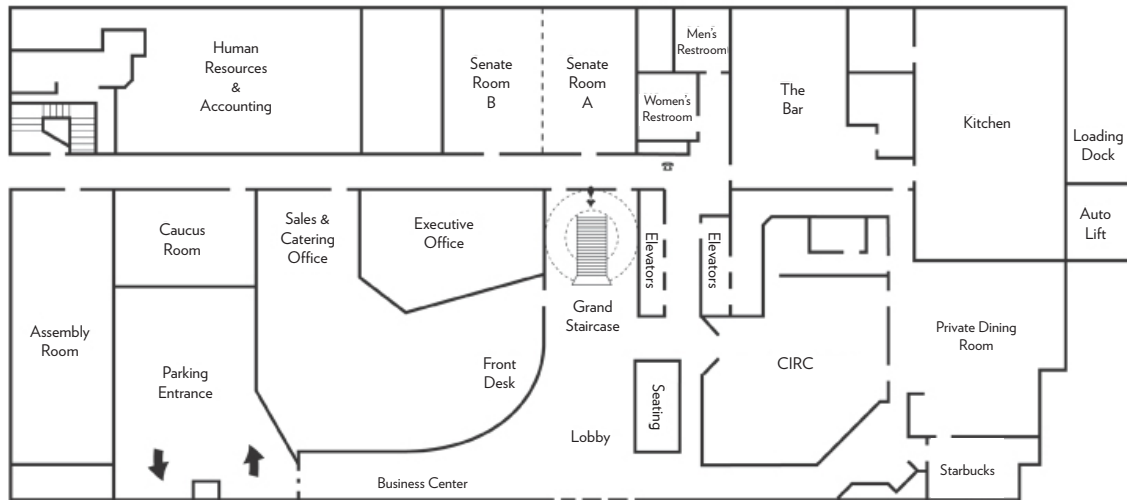 Human
Resources
&
Accounting
Senate
Room
B
Senate
Room
A
Men's
Restroom
Women's
Restroom
The
Bar
Kitchen
Loading
Dock
Auto
Lift
Caucus
Room
Sales &
Catering
Office
Executive
Office
Elevators
Elevators
Grand
Staircase
Assembly
Room
Parking
Entrance
Front
Desk
Seating
CIRC
Private Dining
Room
Lobby
Business Center
Starbucks